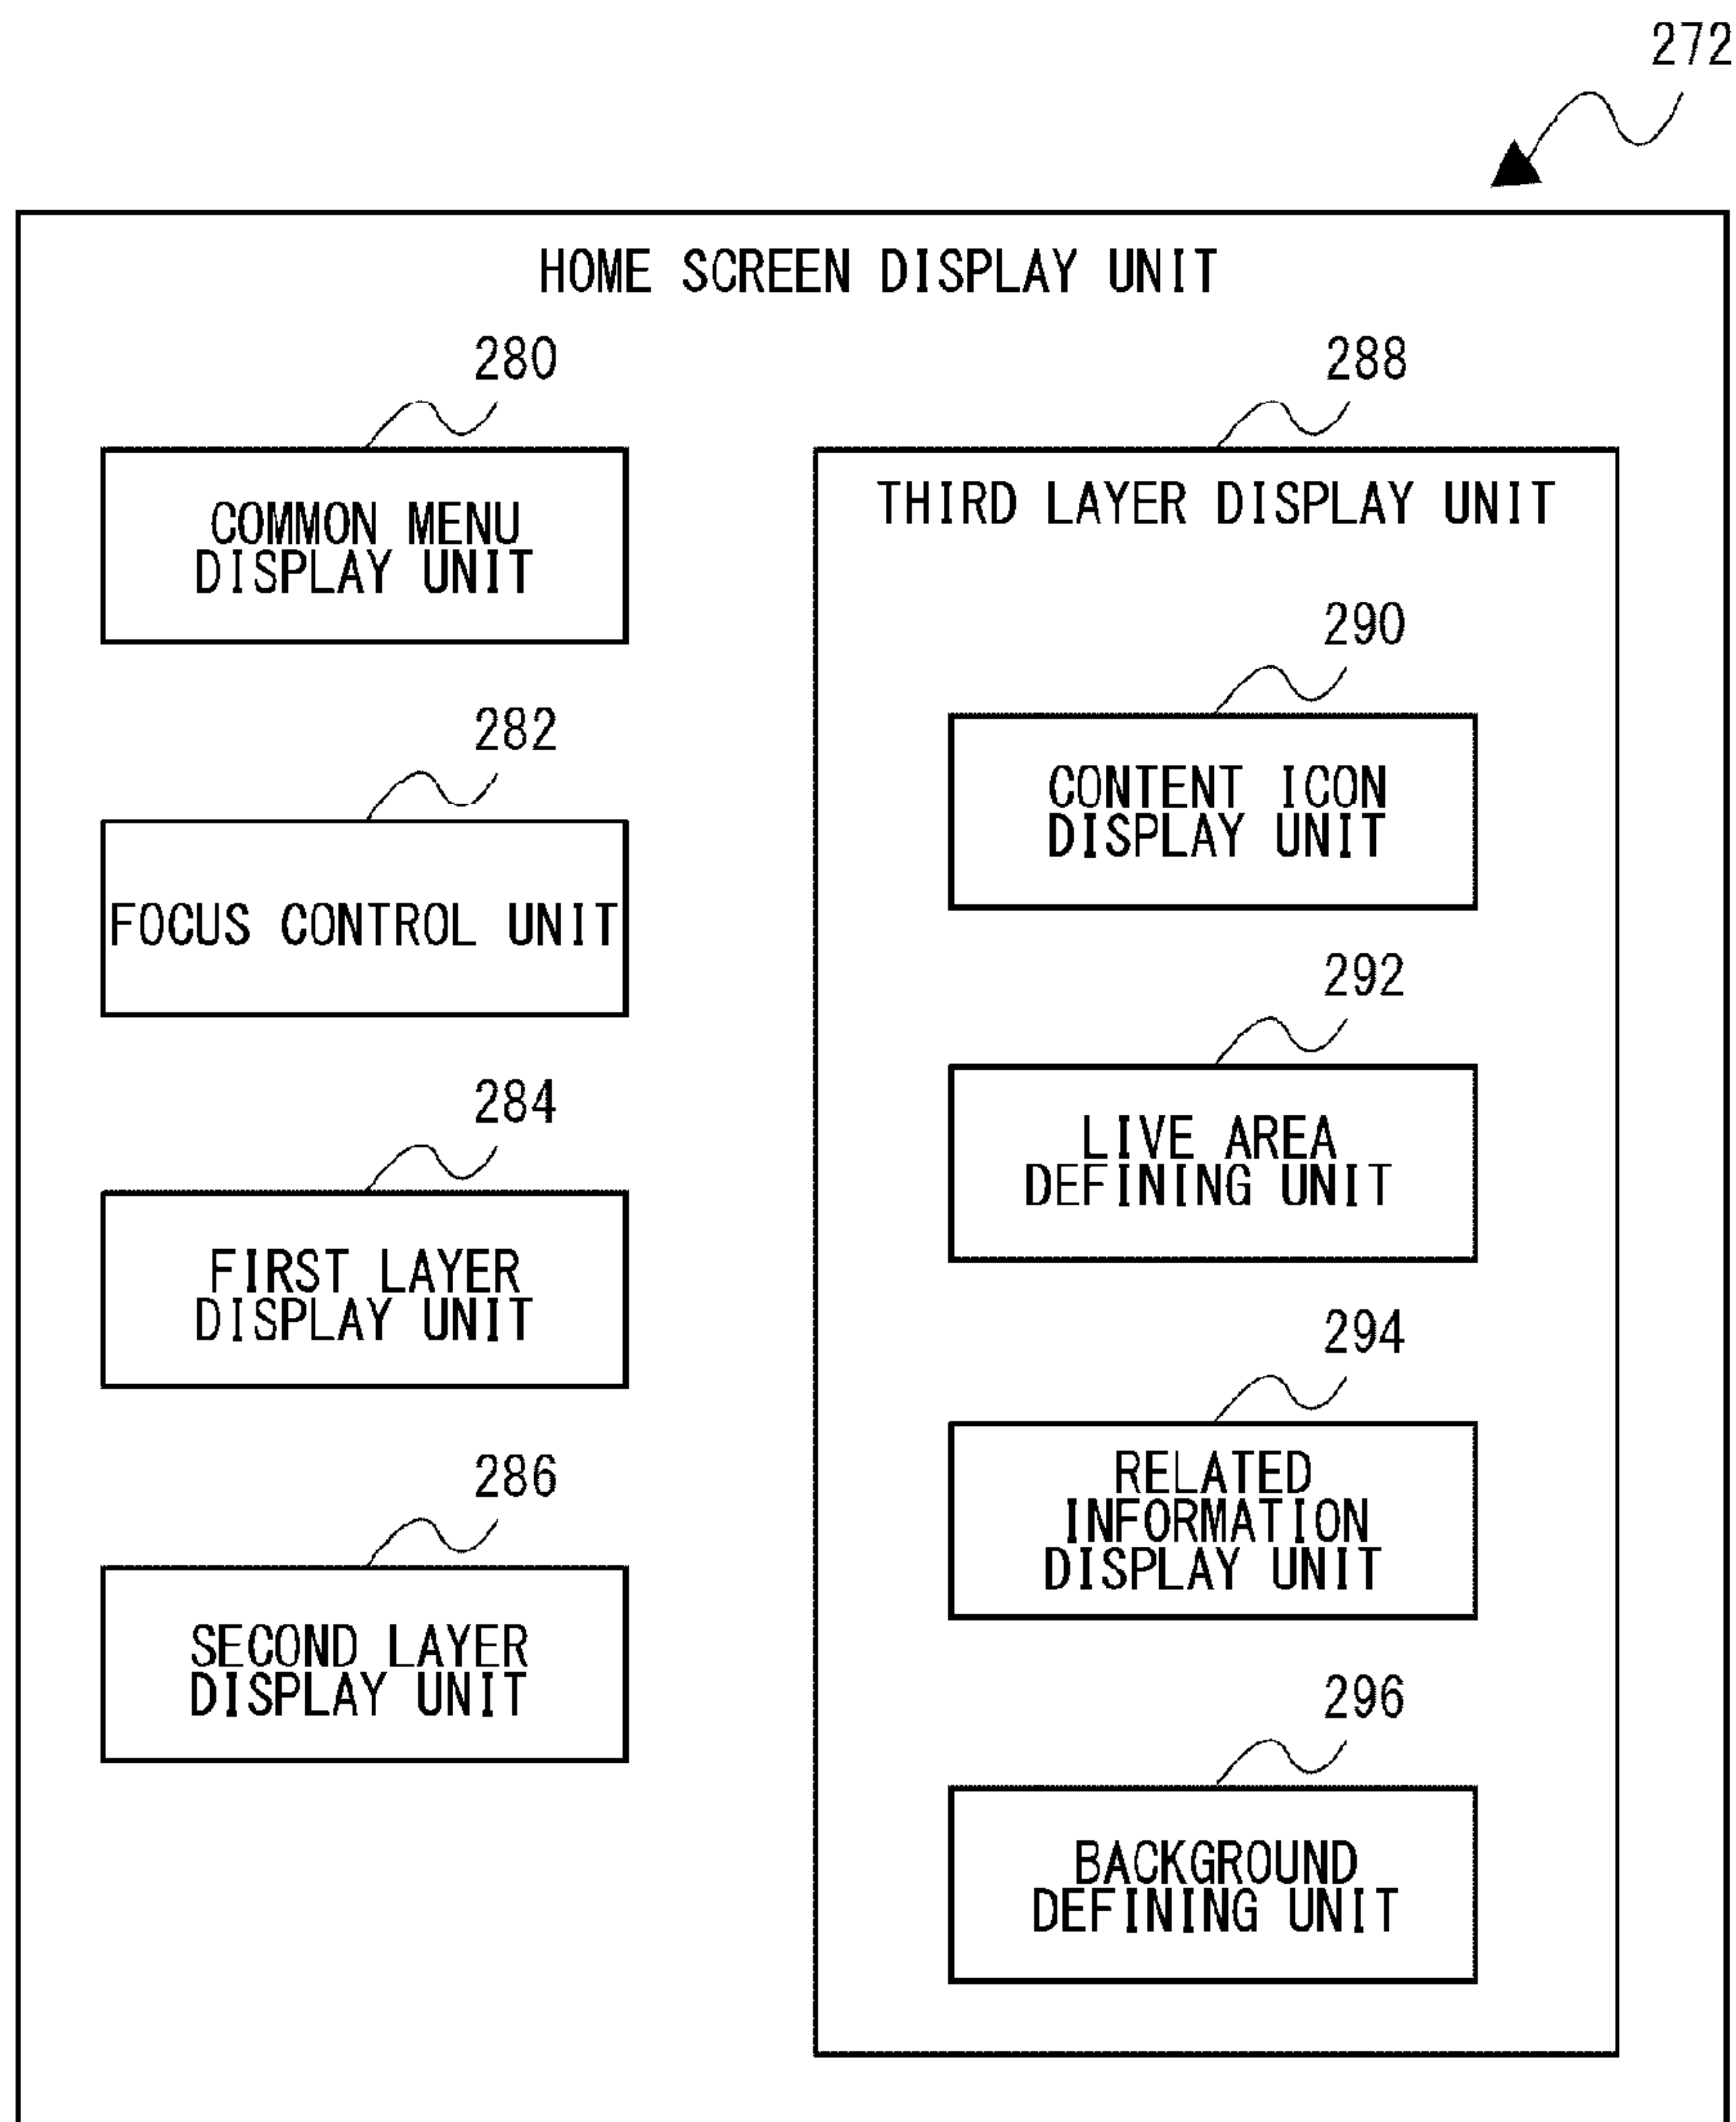 272
HOME SCREEN DISPLAY UNIT
280
COMMON MENU
DISPLAY UNIT
282
FOCUS CONTROL UNIT
284
FIRST LAYER
DISPLAY UNIT
286
SECOND LAYER
DISPLAY UNIT
288
THIRD LAYER DISPLAY UNIT
290
CONTENT ICON
DISPLAY UNIT
292
LIVE AREA
DEFINING UNIT
294
RELATED
INFORMATION
DISPLAY UNIT
296
BACKGROUND
DEFINING UNIT